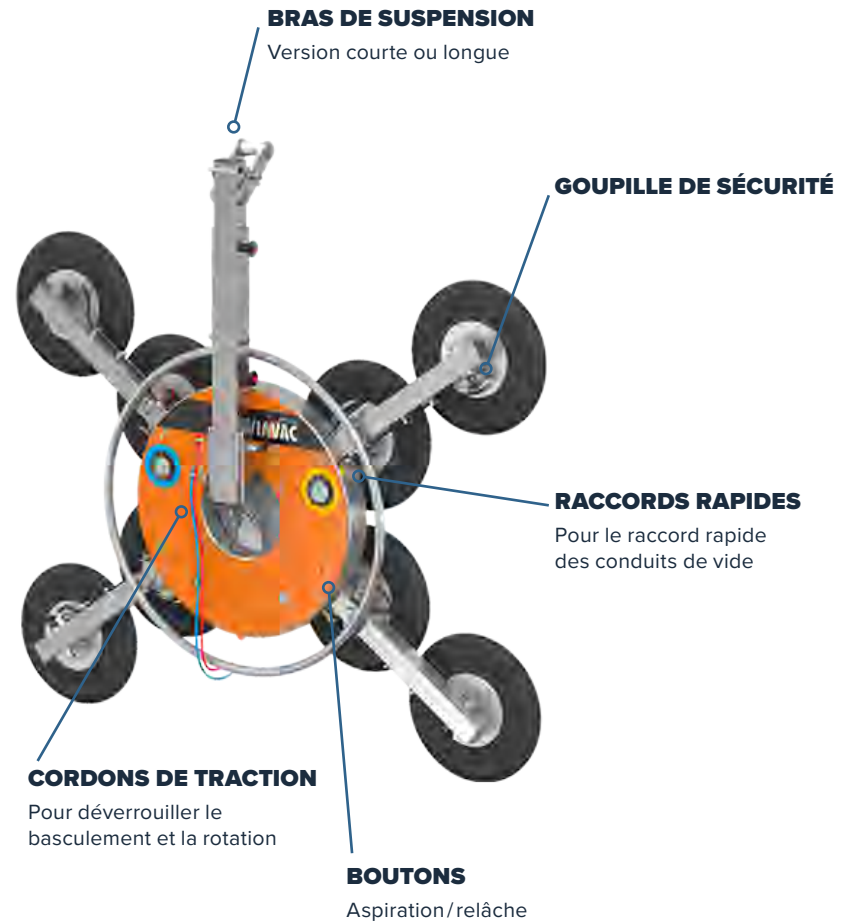 BRAS DE SUSPENSION
Version courte ou longue
GOUPILLE DE SÉCURITÉ
RACCORDS RAPIDES
Pour le raccord rapide
des conduits de vide
CORDONS DE TRACTION
Pour déverrouiller le
basculement et la rotation
BOUTONS
Aspiration/relâche